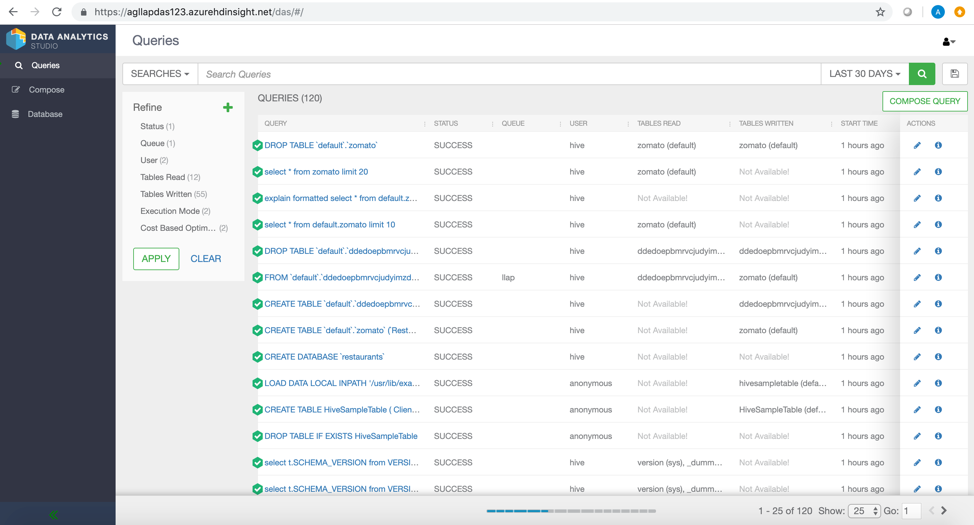 https://agllapdas123.azurehdinsight.net/das/#/
A
DATA ANALYTICS
STUDIO
Queries
Compose
Database
Queries
SEARCHES Search Queries LAST 30 DAYS
Refine
Status (1)
Queue (1)
User (2)
Tables Read (12)
Tables Written (55)
Execution Mode (2)
Cost Based Optim... (2)
APPLY CLEAR
QUERIES (120)
COMPOSE QUERY
QUERY STATUS QUEUE USER TABLES READ TABLES WRITTEN START TIME ACTIONS
DROP TABLE `default`.`zomato` SUCCESS hive zomato (default) zomato (default) 1 hours ago
select * from zomato limit 20 SUCCESS hive zomato (default) Not Available! 1 hours ago
explain formatted select * from default.z... SUCCESS hive zomato (default) Not Available! 1 hours ago
select * from default.zomato limit 10 SUCCESS hive zomato (default) Not Available! 1 hours ago
DROP TABLE `default`.`ddedoepbmrvcju... SUCCESS hive ddedoepbmrvcjudyim... ddedoepbmrvcjudyim... 1 hours ago
FROM `default`.`ddedoepbmrvcjudyimzd... SUCCESS llap hive ddedoepbmrvcjudyim... zomato (default) 1 hours ago
CREATE TABLE `default`.`ddedoepbmrvc... SUCCESS hive Not Available! ddedoepbmrvcjudyim... 1 hours ago
CREATE TABLE `default`.`zomato` (`Rest... SUCCESS hive Not Available! zomato (default) 1 hours ago
CREATE DATABASE `restaurants` SUCCESS hive Not Available! Not Available! 1 hours ago
LOAD DATA LOCAL INPATH '/usr/lib/exa... SUCCESS anonymous Not Available! hivesampletable (defa... 1 hours ago
CREATE TABLE HiveSampleTable ( Clien... SUCCESS anonymous Not Available! HiveSampleTable (def... 1 hours ago
DROP TABLE IF EXISTS HiveSampleTable SUCCESS anonymous Not Available! Not Available! 1 hours ago
select t.SCHEMA_VERSION from VERSI... SUCCESS hive version (sys), _dumm... Not Available! 1 hours ago
select t.SCHEMA_VERSION from VERSI... SUCCESS hive version (sys), _dumm... Not Available! 1 hours ago
1 - 25 of 120 Show: 25 Go: 1